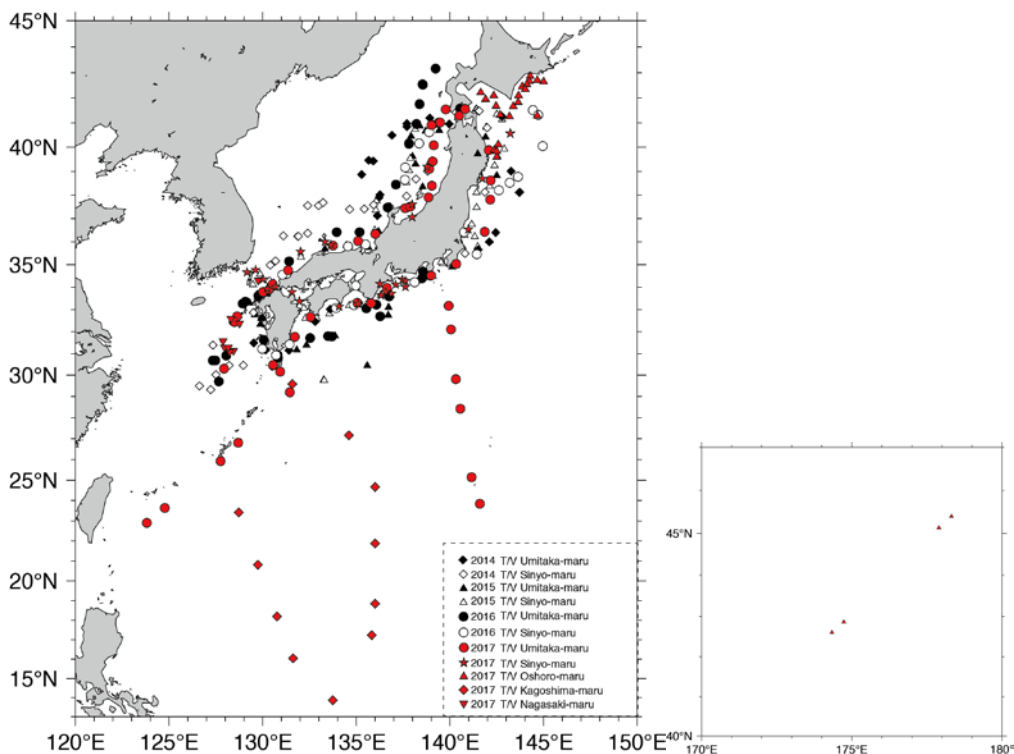 45°N
40°N
35°N
30°N
25°N
20°N
15°N
120°E 125°E 130°E 135°E 140°E 145°E 150°E
2014 T/V Umitaka-maru
2014 T/V Sinyo-maru
2015 T/V Umitaka-maru
2015 T/V Sinyo-maru
2016 T/V Umitaka-maru
2016 T/V Sinyo-maru
2017 T/V Umitaka-maru
2017 T/V Sinyo-maru
2017 T/V Oshoro-maru
2017 T/V Kagoshima-maru
2017 T/V Nagasaki-maru
45°N
40°N
170°E 175°E 180°E